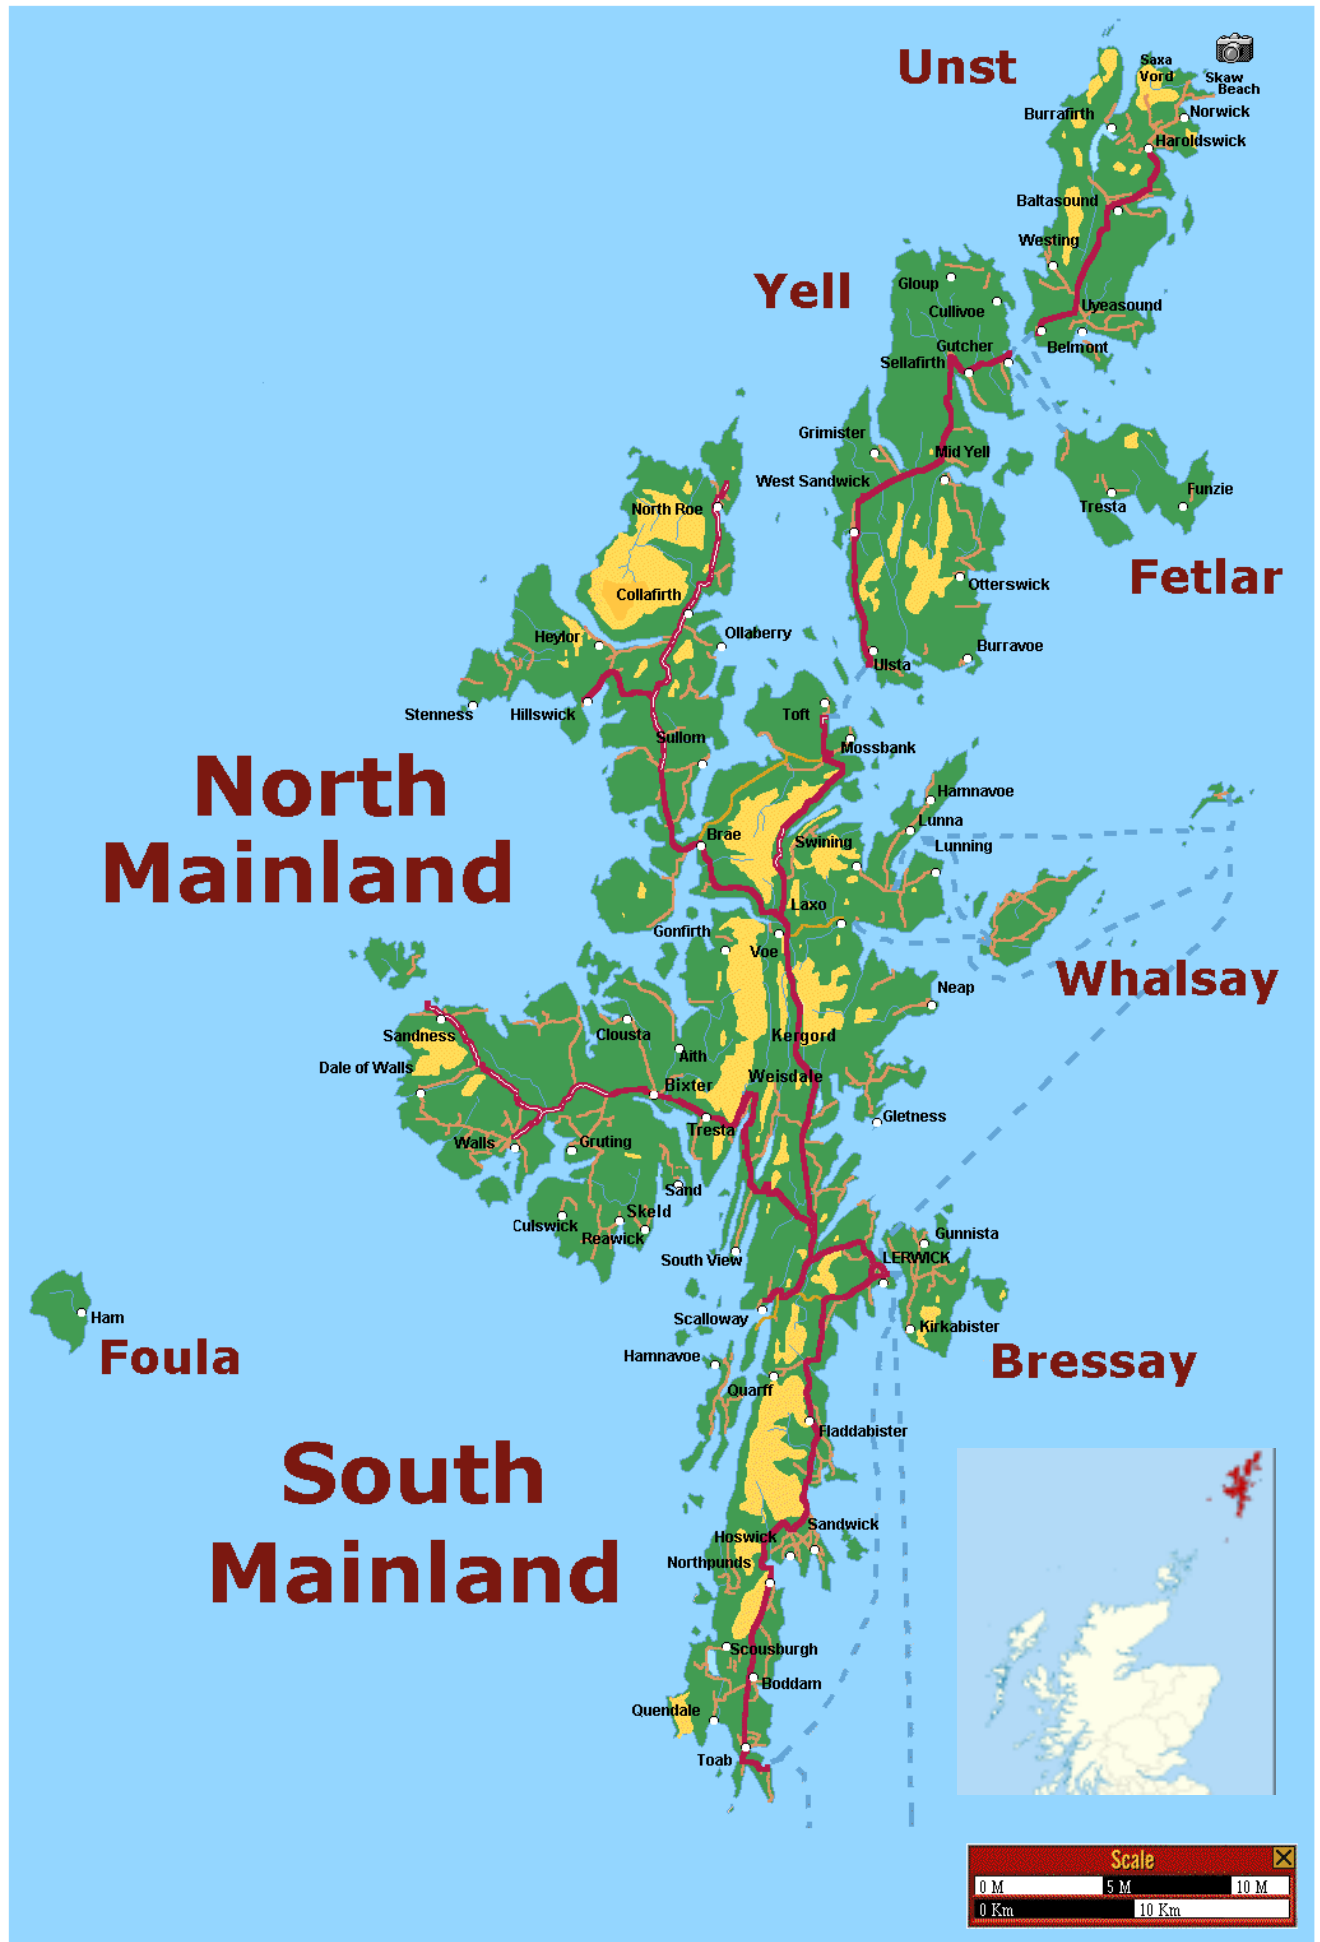 Unst
Saxa
Vord
Skaw
Beach
Burrafirth
Norwick
Haroldswick
Baltasound
Westing
Yell
Gloup
Cullivoe
Uyeasound
Gutcher
Belmont
Sellafirth
Grimister
Mid Yell
West Sandwick
Funzie
Tresta
North Roe
Fetlar
Otterswick
Collafirth
Ollaberry
Heylor
Burravoe
Ulsta
Stenness
Hillswick
Toft
Sullom
Mossbank
North
Mainland
Hamnavoe
Lunna
Brae
Swining
Lunning
Laxo
Gonfirth
Voe
Whalsay
Neap
Sandness
Clousta
Kergord
Aith
Dale of Walls
Weisdale
Bixter
Gletness
Tresta
Walls
Gruting
Sand
Skeld
Culswick
Reawick
Gunnista
South View
LERWICK
Ham
Scalloway
Kirkabister
Foula
Hamnavoe
Bressay
Quarff
Fladdabister
South
Mainland
Sandwick
Hoswick
Northpunds
Scousburgh
Boddam
Quendale
Toab
Scale
0 M 5 M 10 M
0 Km 10 Km